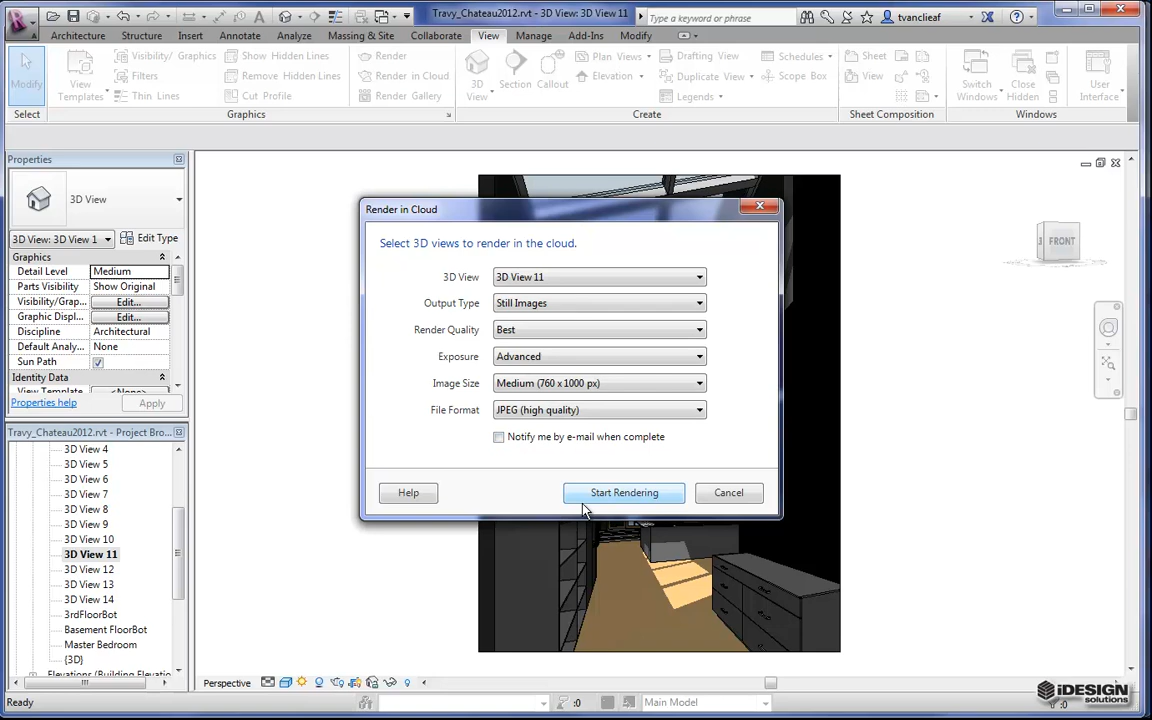 Travy_Chateau2012.rvt - 3D View: 3D View 11
Type a keyword or phrase
tvanclieaf
Architecture Structure Insert Annotate Analyze Massing & Site Collaborate View Manage Add-Ins Modify
Modify
View Templates
Visibility/ Graphics
Filters
Thin Lines
Show Hidden Lines
Remove Hidden Lines
Cut Profile
Render
Render in Cloud
Render Gallery
3D View
Section
Callout
Plan Views
Elevation
Drafting View
Duplicate View
Legends
Schedules
Scope Box
Sheet
View
Switch Windows
Close Hidden
User Interface
Select
Graphics
Create
Sheet Composition
Windows
Properties
3D View
3D View: 3D View 1
Edit Type
Graphics
Detail Level Medium
Parts Visibility Show Original
Visibility/Grap... Edit...
Graphic Displ... Edit...
Discipline Architectural
Default Analy... None
Sun Path
Identity Data
View Template <None>
Properties help
Apply
Travy_Chateau2012.rvt - Project Bro...
3D View 4
3D View 5
3D View 6
3D View 7
3D View 8
3D View 9
3D View 10
3D View 11
3D View 12
3D View 13
3D View 14
3rdFloorBot
Basement FloorBot
Master Bedroom
{3D}
Elevations (Building Elevation
Render in Cloud
Select 3D views to render in the cloud.
3D View 3D View 11
Output Type Still Images
Render Quality Best
Exposure Advanced
Image Size Medium (760 x 1000 px)
File Format JPEG (high quality)
Notify me by e-mail when complete
Help
Start Rendering
Cancel
FRONT
Perspective
Ready
:0
Main Model
iDESIGN
solutions
:0